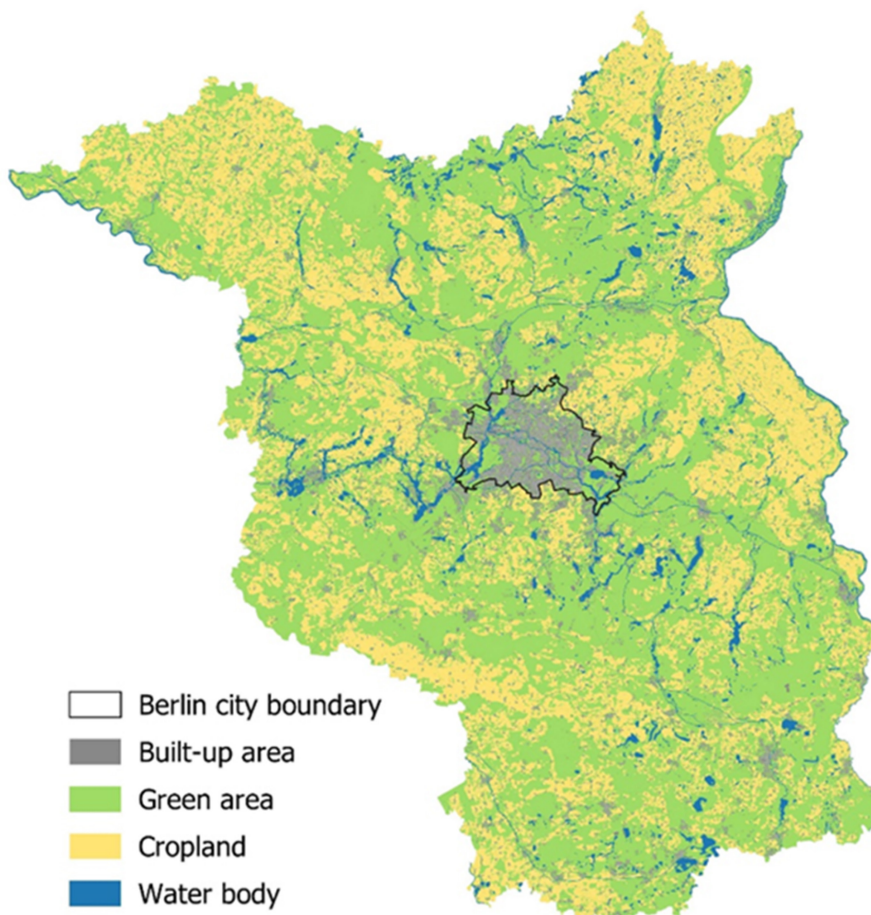 Berlin city boundary
Built-up area
Green area
Cropland
Water body